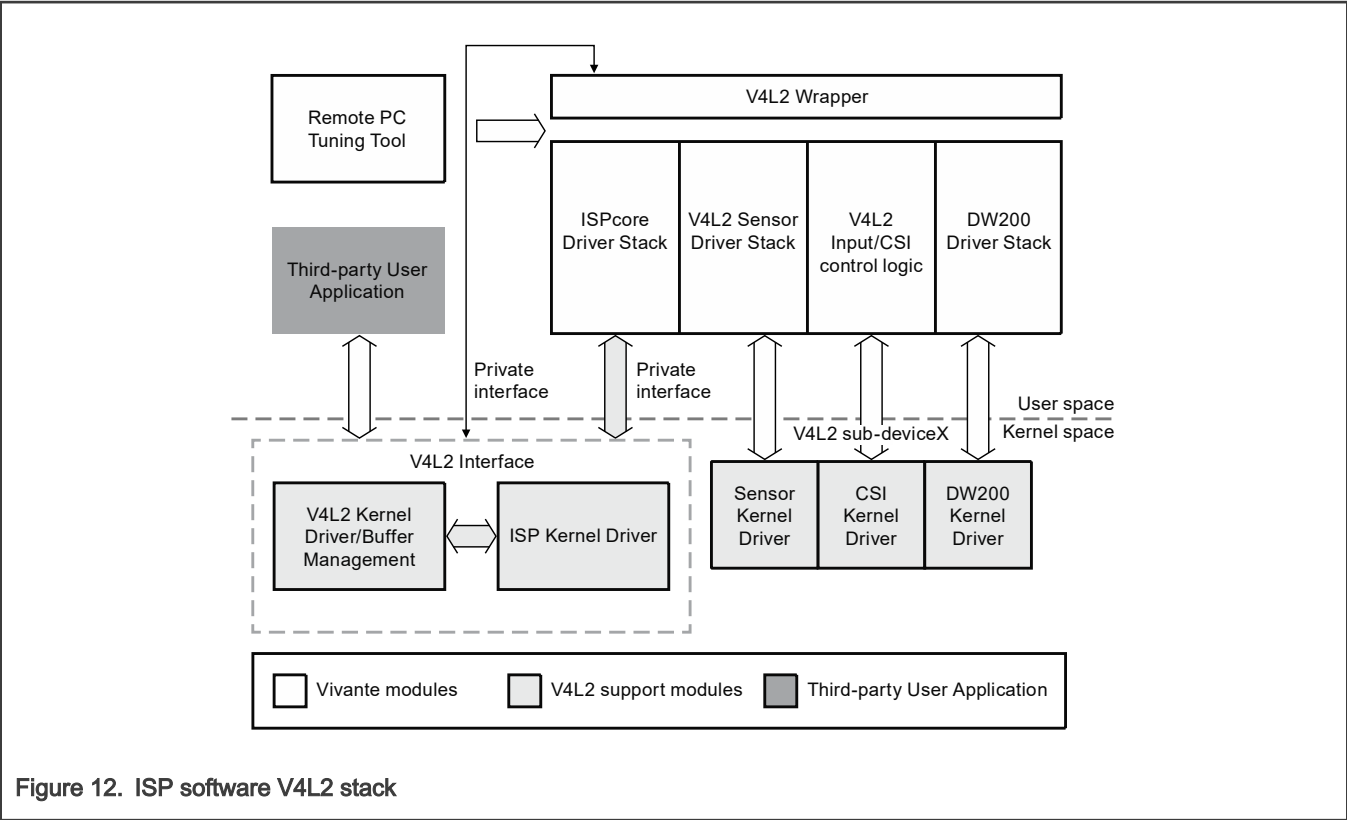 V4L2 Wrapper
Remote PC
Tuning Tool
ISPcore
Driver Stack
V4L2 Sensor
Driver Stack
V4L2
Input/CSI
control logic
DW200
Driver Stack
Third-party User
Application
Private
interface
Private
interface
User space
Kernel space
V4L2 sub-deviceX
V4L2 Interface
V4L2 Kernel
Driver/Buffer
Management
ISP Kernel Driver
Sensor
Kernel
Driver
CSI
Kernel
Driver
DW200
Kernel
Driver
Vivante modules
V4L2 support modules
Third-party User Application
Figure 12. ISP software V4L2 stack